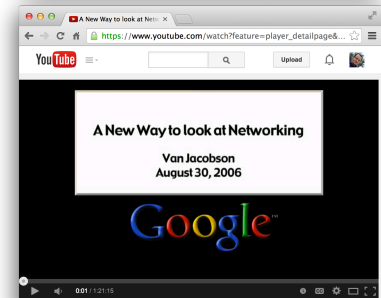 A New Way to look at Netw
https://www.youtube.com/watch?feature=player_detailpage&...
YouTube
Upload
A New Way to look at Networking
Van Jacobson
August 30, 2006
Google™
0:01 / 1:21:15